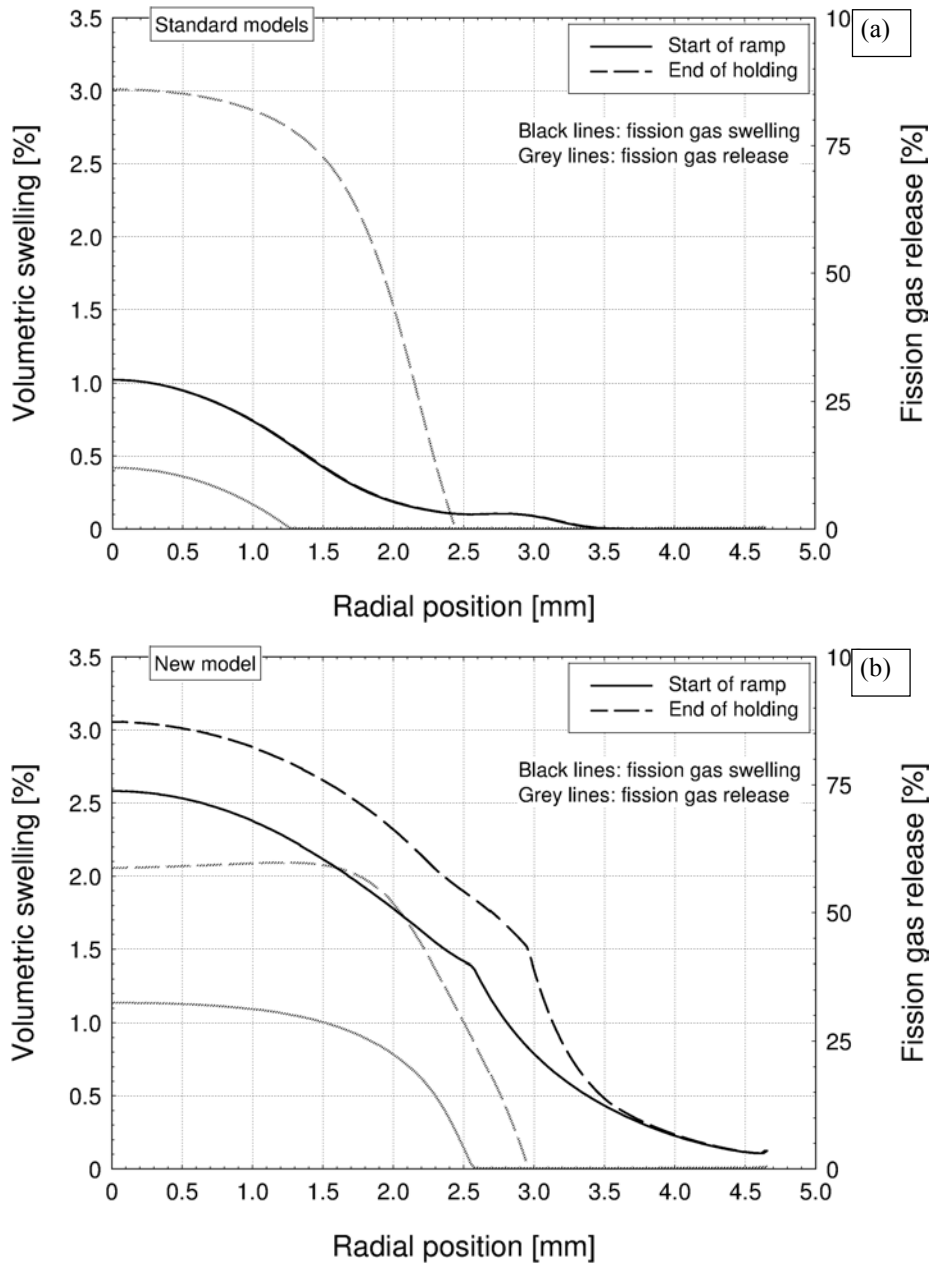 Standard models
(a)
Start of ramp
End of holding
Black lines: fission gas swelling
Grey lines: fission gas release
Volumetric swelling [%]
3.5
3.0
2.5
2.0
1.5
1.0
0.5
0
Fission gas release [%]
10
75
50
25
0
0 0.5 1.0 1.5 2.0 2.5 3.0 3.5 4.0 4.5 5.0
Radial position [mm]
New model
(b)
Start of ramp
End of holding
Black lines: fission gas swelling
Grey lines: fission gas release
Volumetric swelling [%]
3.5
3.0
2.5
2.0
1.5
1.0
0.5
0
Fission gas release [%]
10
75
50
25
0
0 0.5 1.0 1.5 2.0 2.5 3.0 3.5 4.0 4.5 5.0
Radial position [mm]